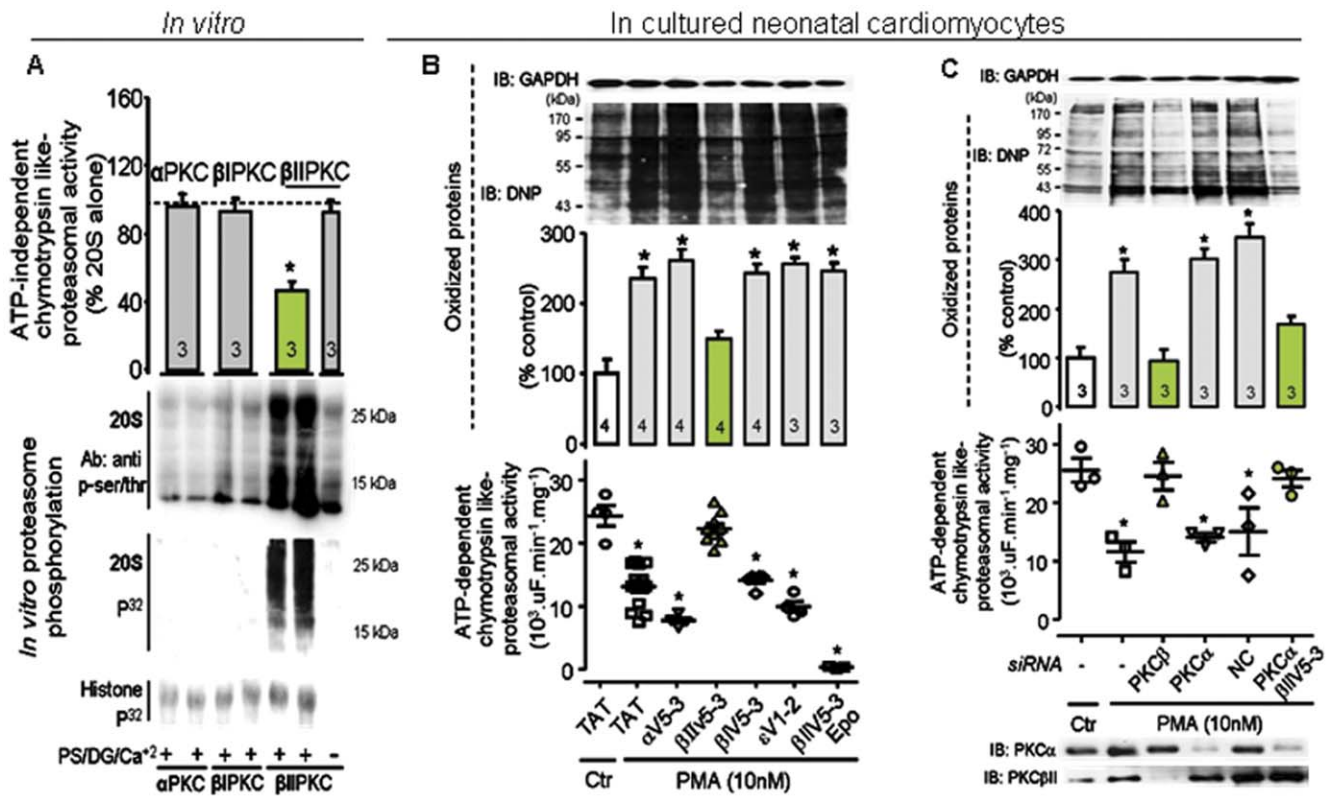 In vitro
In cultured neonatal cardiomyocytes
A
ATP-independent
chymotrypsin like-
proteasomal activity
(% 20S alone)
160
120
80
40
0
αPKC βIPKC βIIPKC
*
3 3 3 3
In vitro proteasome
phosphorylation
20S
Ab: anti
p-ser/thr
25 kDa
15 kDa
20S
p32
25 kDa
15 kDa
Histone
p32
PS/DG/Ca+2 + + + + + + -
αPKC βIPKC βIIPKC
B
IB: GAPDH
(kDa)
170
95
55
43
IB: DNP
Oxidized proteins
(% control)
300
200
100
0
* * * * *
4 4 4 4 4 3 3
ATP-dependent
chymotrypsin like-
proteasomal activity
(10³.uF.min⁻¹.mg⁻¹)
30
20
10
0
* * * * *
TAT TAT αV5-3 βIIv5-3 βIV5-3 εV1-2 βIIV5-3 Epo
Ctr PMA (10nM)
C
IB: GAPDH
(kDa)
170
95
72
55
43
IB: DNP
Oxidized proteins
(% control)
400
300
200
100
0
* * *
3 3 3 3 3 3
ATP-dependent
chymotrypsin like-
proteasomal activity
(10³.uF.min⁻¹.mg⁻¹)
30
20
10
0
* * *
siRNA - - PKCβ PKCα NC PKCα βIIV5-3
Ctr PMA (10nM)
IB: PKCα
IB: PKCβII